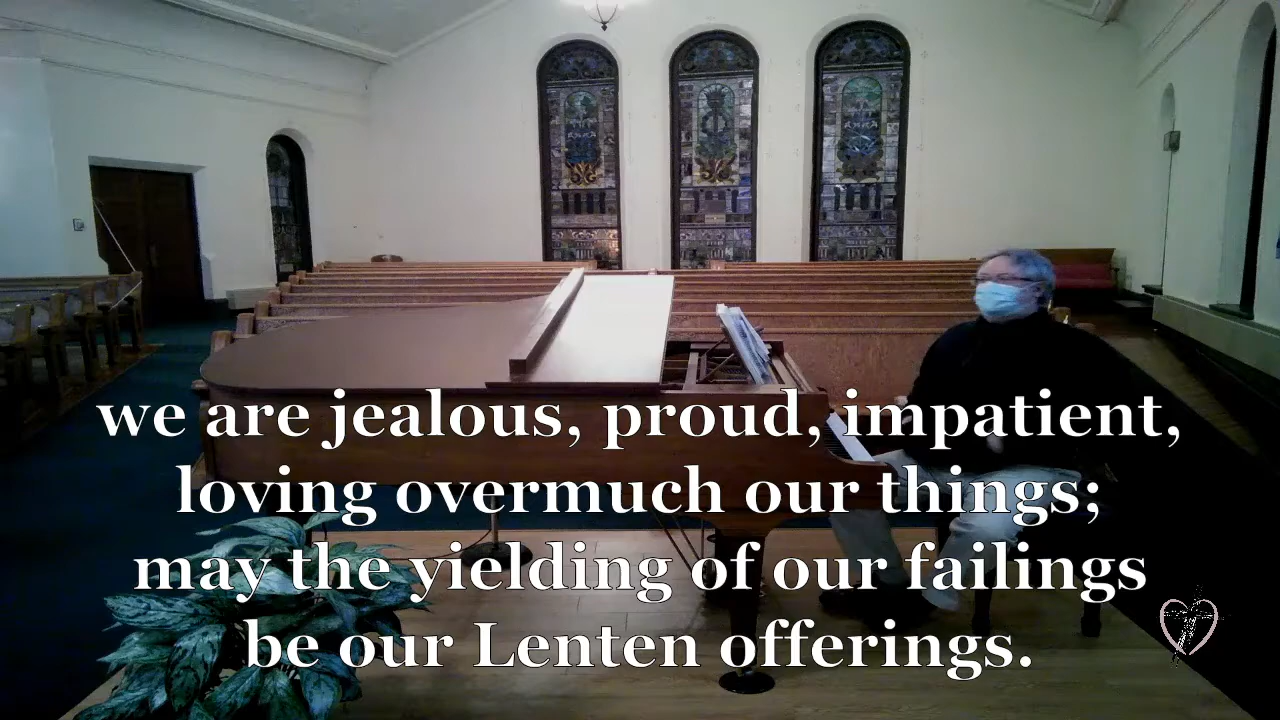 we are jealous, proud, impatient,
loving overmuch our things;
may the yielding of our failings
be our Lenten offerings.